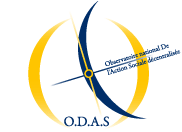 Observatoire national De
l'Action Sociale décentralisée
O.D.A.S